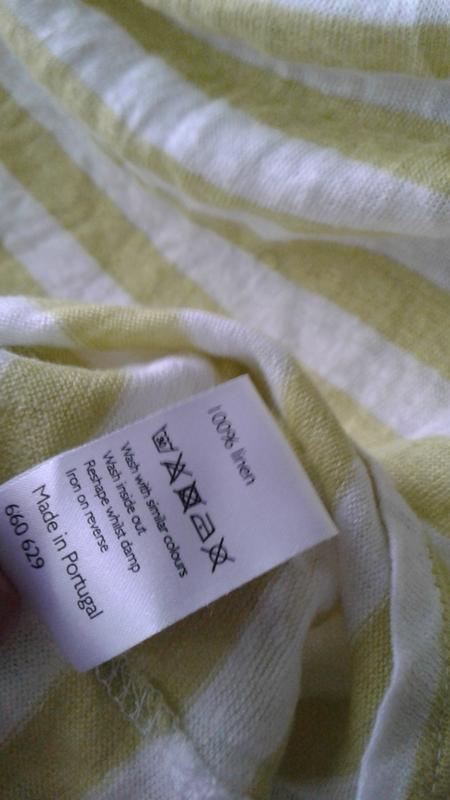 100% linen
Wash with similar colours
Wash inside out
Reshape whilst damp
Iron on reverse
Made in Portugal
660 629